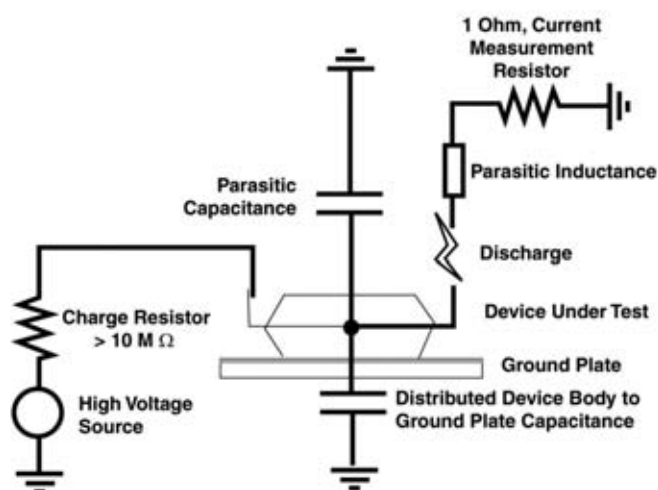 1 Ohm, Current
Measurement
Resistor
Parasitic
Capacitance
Parasitic Inductance
Discharge
Charge Resistor
> 10 M Ω
Device Under Test
Ground Plate
High Voltage
Source
Distributed Device Body to
Ground Plate Capacitance